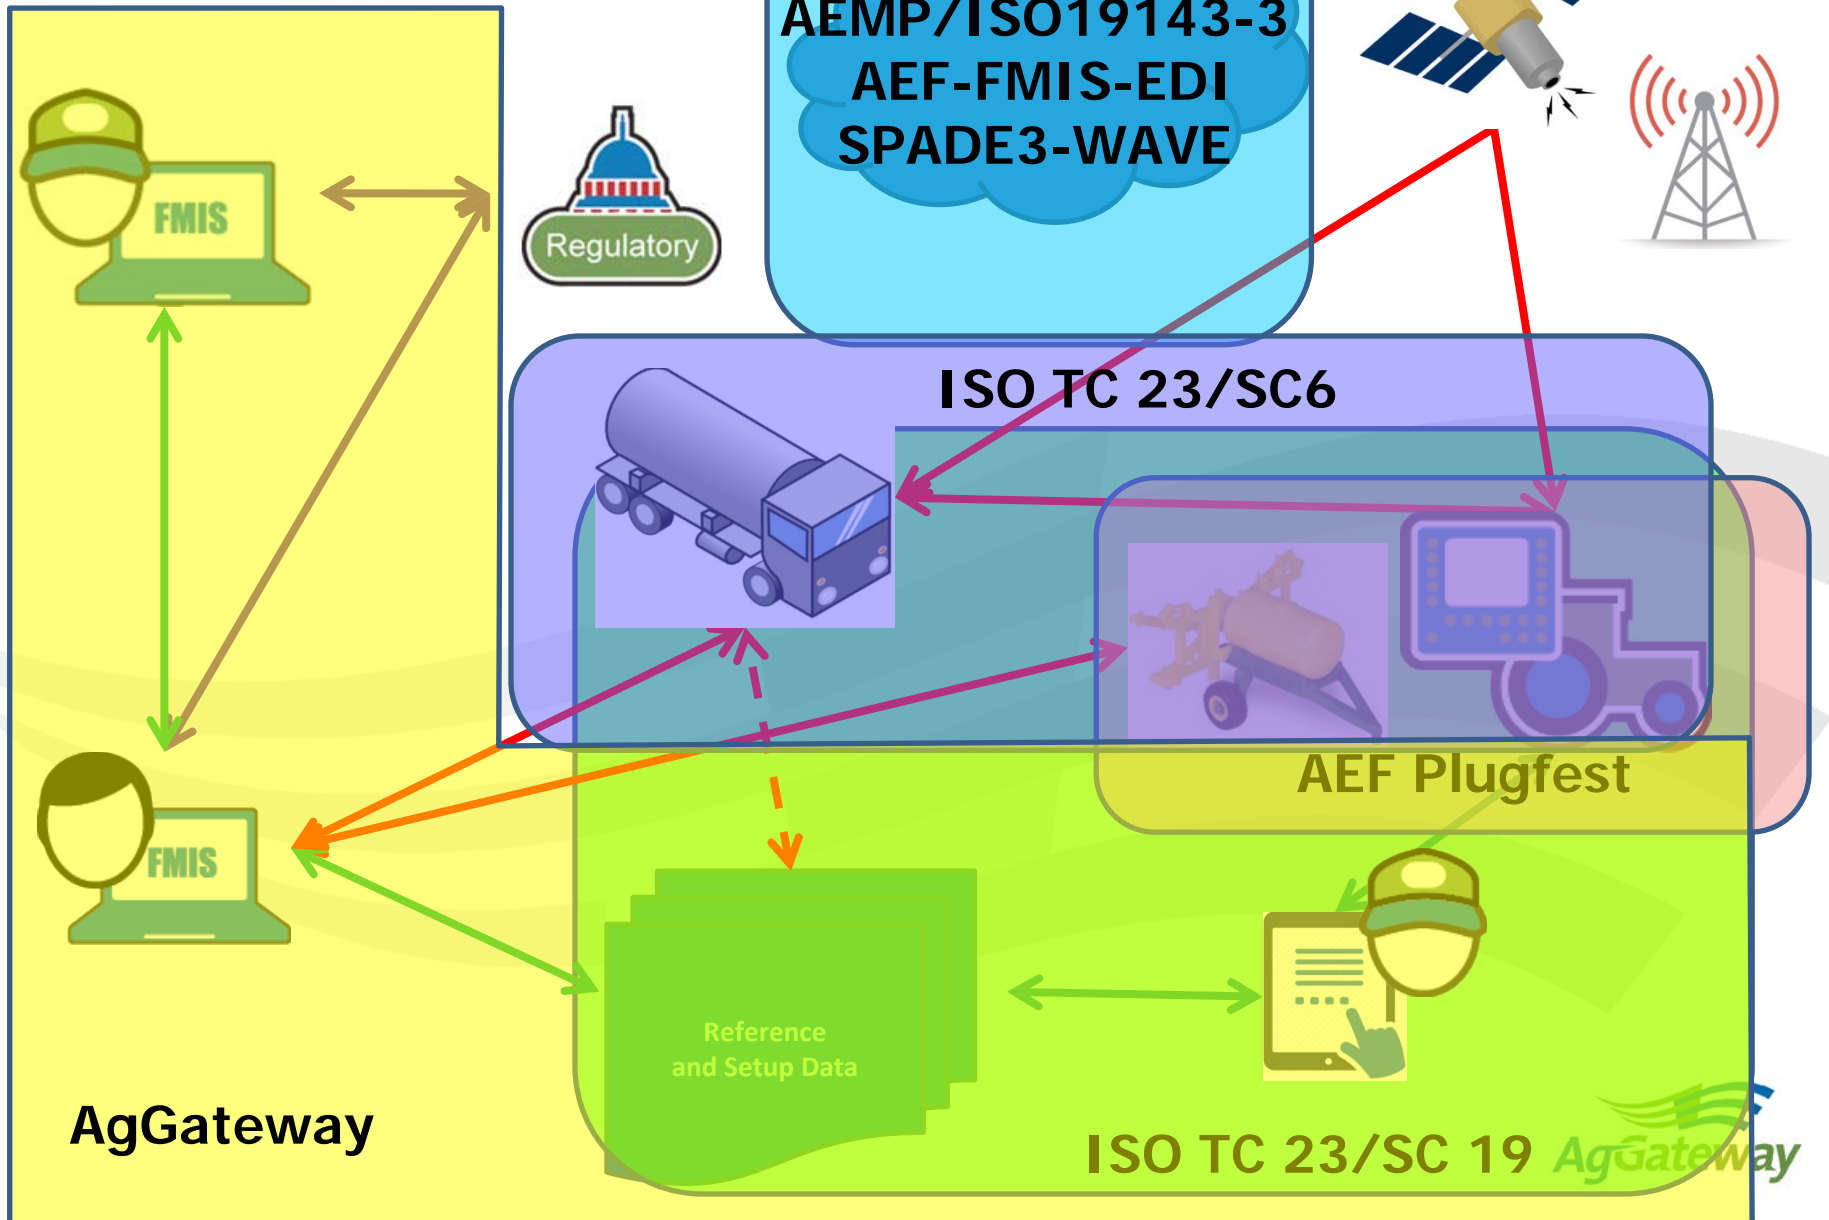 AEMP/ISO19143-3
AEF-FMIS-EDI
SPADE3-WAVE
FMIS
Regulatory
ISO TC 23/SC6
AEF Plugfest
FMIS
Reference
and Setup Data
AgGateway
ISO TC 23/SC 19
AgGateway